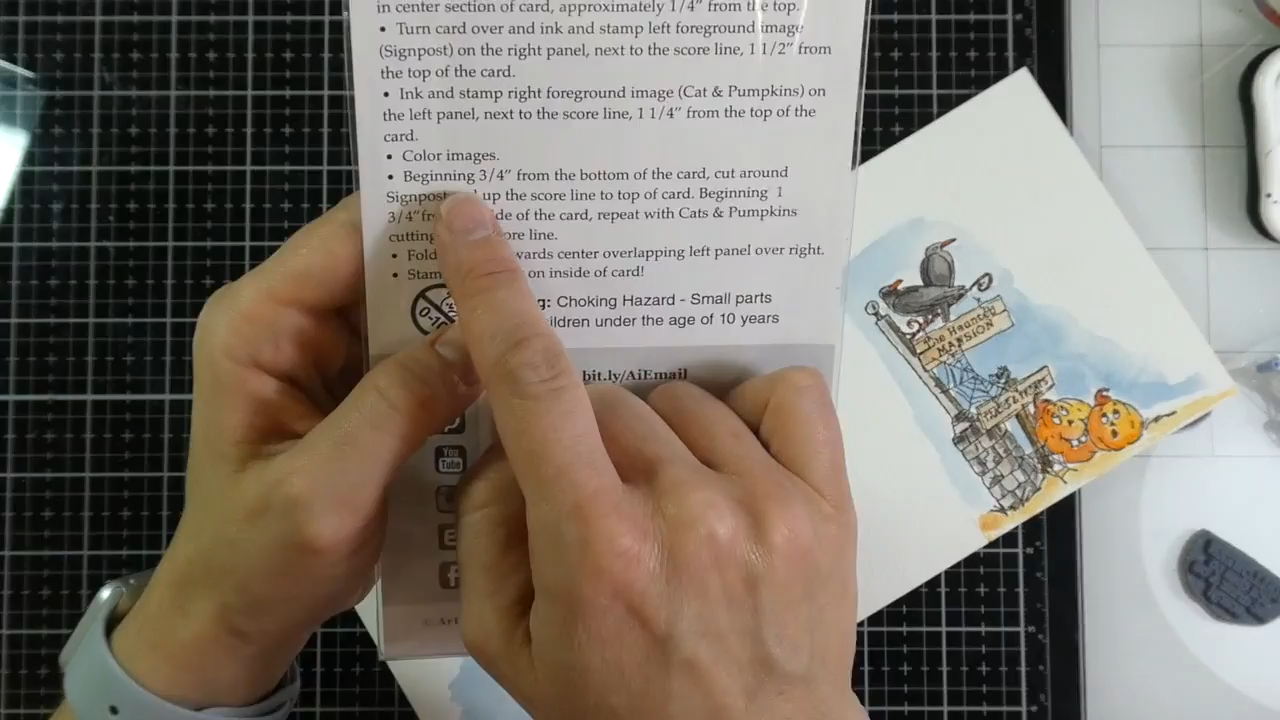 in center section of card, approximately 1/4" from the top.
• Turn card over and ink and stamp left foreground image
(Signpost) on the right panel, next to the score line, 1 1/2" from
the top of the card.
• Ink and stamp right foreground image (Cat & Pumpkins) on
the left panel, next to the score line, 1 1/4" from the top of the
card.
• Color images.
• Beginning 3/4" from the bottom of the card, cut around
Signpost up the score line to top of card. Beginning 1
3/4" of the card, repeat with Cats & Pumpkins
cutting line.
• Fold overlapping left panel over right.
• Stam on inside of card!
0-10
g: Choking Hazard - Small parts
ildren under the age of 10 years
bit.ly/AiEmail
You
Tube
E
f
© Art
The Haunted
MANSION